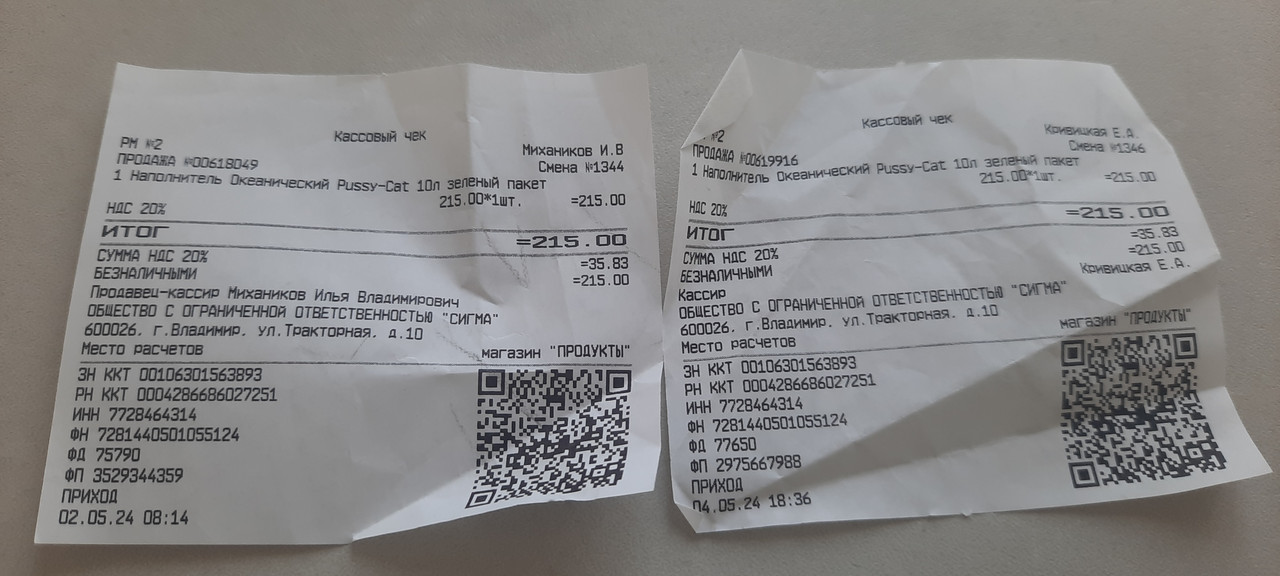 Кассовый чек
РМ №2 Михаников И.В
ПРОДАЖА №00618049 Смена №1344
1 Наполнитель Океанический Pussy-Cat 10л зеленый пакет
215.00*1шт. =215.00
НДС 20%
ИТОГ =215.00
СУММА НДС 20% =35.83
БЕЗНАЛИЧНЫМИ =215.00
Продавец-кассир Михаников Илья Владимирович
ОБЩЕСТВО С ОГРАНИЧЕННОЙ ОТВЕТСТВЕННОСТЬЮ "СИГМА"
600026. г.Владимир. ул.Тракторная. д.10
Место расчетов магазин "ПРОДУКТЫ"
ЗН ККТ 00106301563893
РН ККТ 0004286686027251
ИНН 7728464314
ФН 7281440501055124
ФД 75790
ФП 3529344359
ПРИХОД
02.05.24 08:14
Кассовый чек
№2 Кривицкая Е.А.
ПРОДАЖА №00619916 Смена №1346
1 Наполнитель Океанический Pussy-Cat 10л зеленый пакет
215.00*1шт. =215.00
НДС 20%
ИТОГ =215.00
СУММА НДС 20% =35.83
БЕЗНАЛИЧНЫМИ =215.00
Кассир Кривицкая Е.А.
ОБЩЕСТВО С ОГРАНИЧЕННОЙ ОТВЕТСТВЕННОСТЬЮ "СИГМА"
600026. г.Владимир. ул.Тракторная. д.10
Место расчетов магазин "ПРОДУКТЫ"
ЗН ККТ 00106301563893
РН ККТ 0004286686027251
ИНН 7728464314
ФН 7281440501055124
ФД 77650
ФП 2975667988
ПРИХОД
04.05.24 18:36